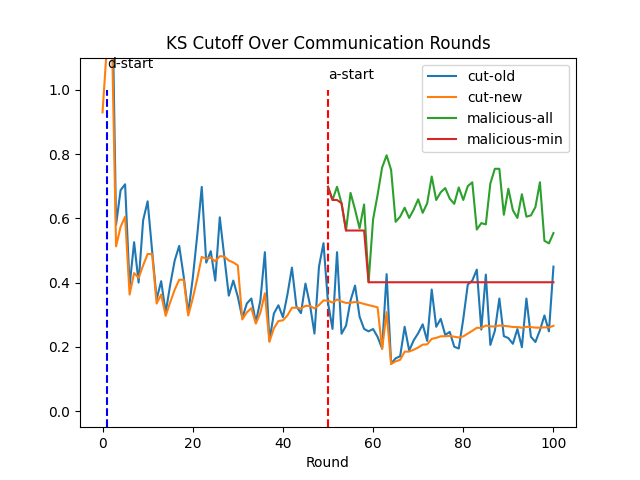 KS Cutoff Over Communication Rounds
d-start
a-start
cut-old
cut-new
malicious-all
malicious-min
1.0
0.8
0.6
0.4
0.2
0.0
0 20 40 60 80 100
Round